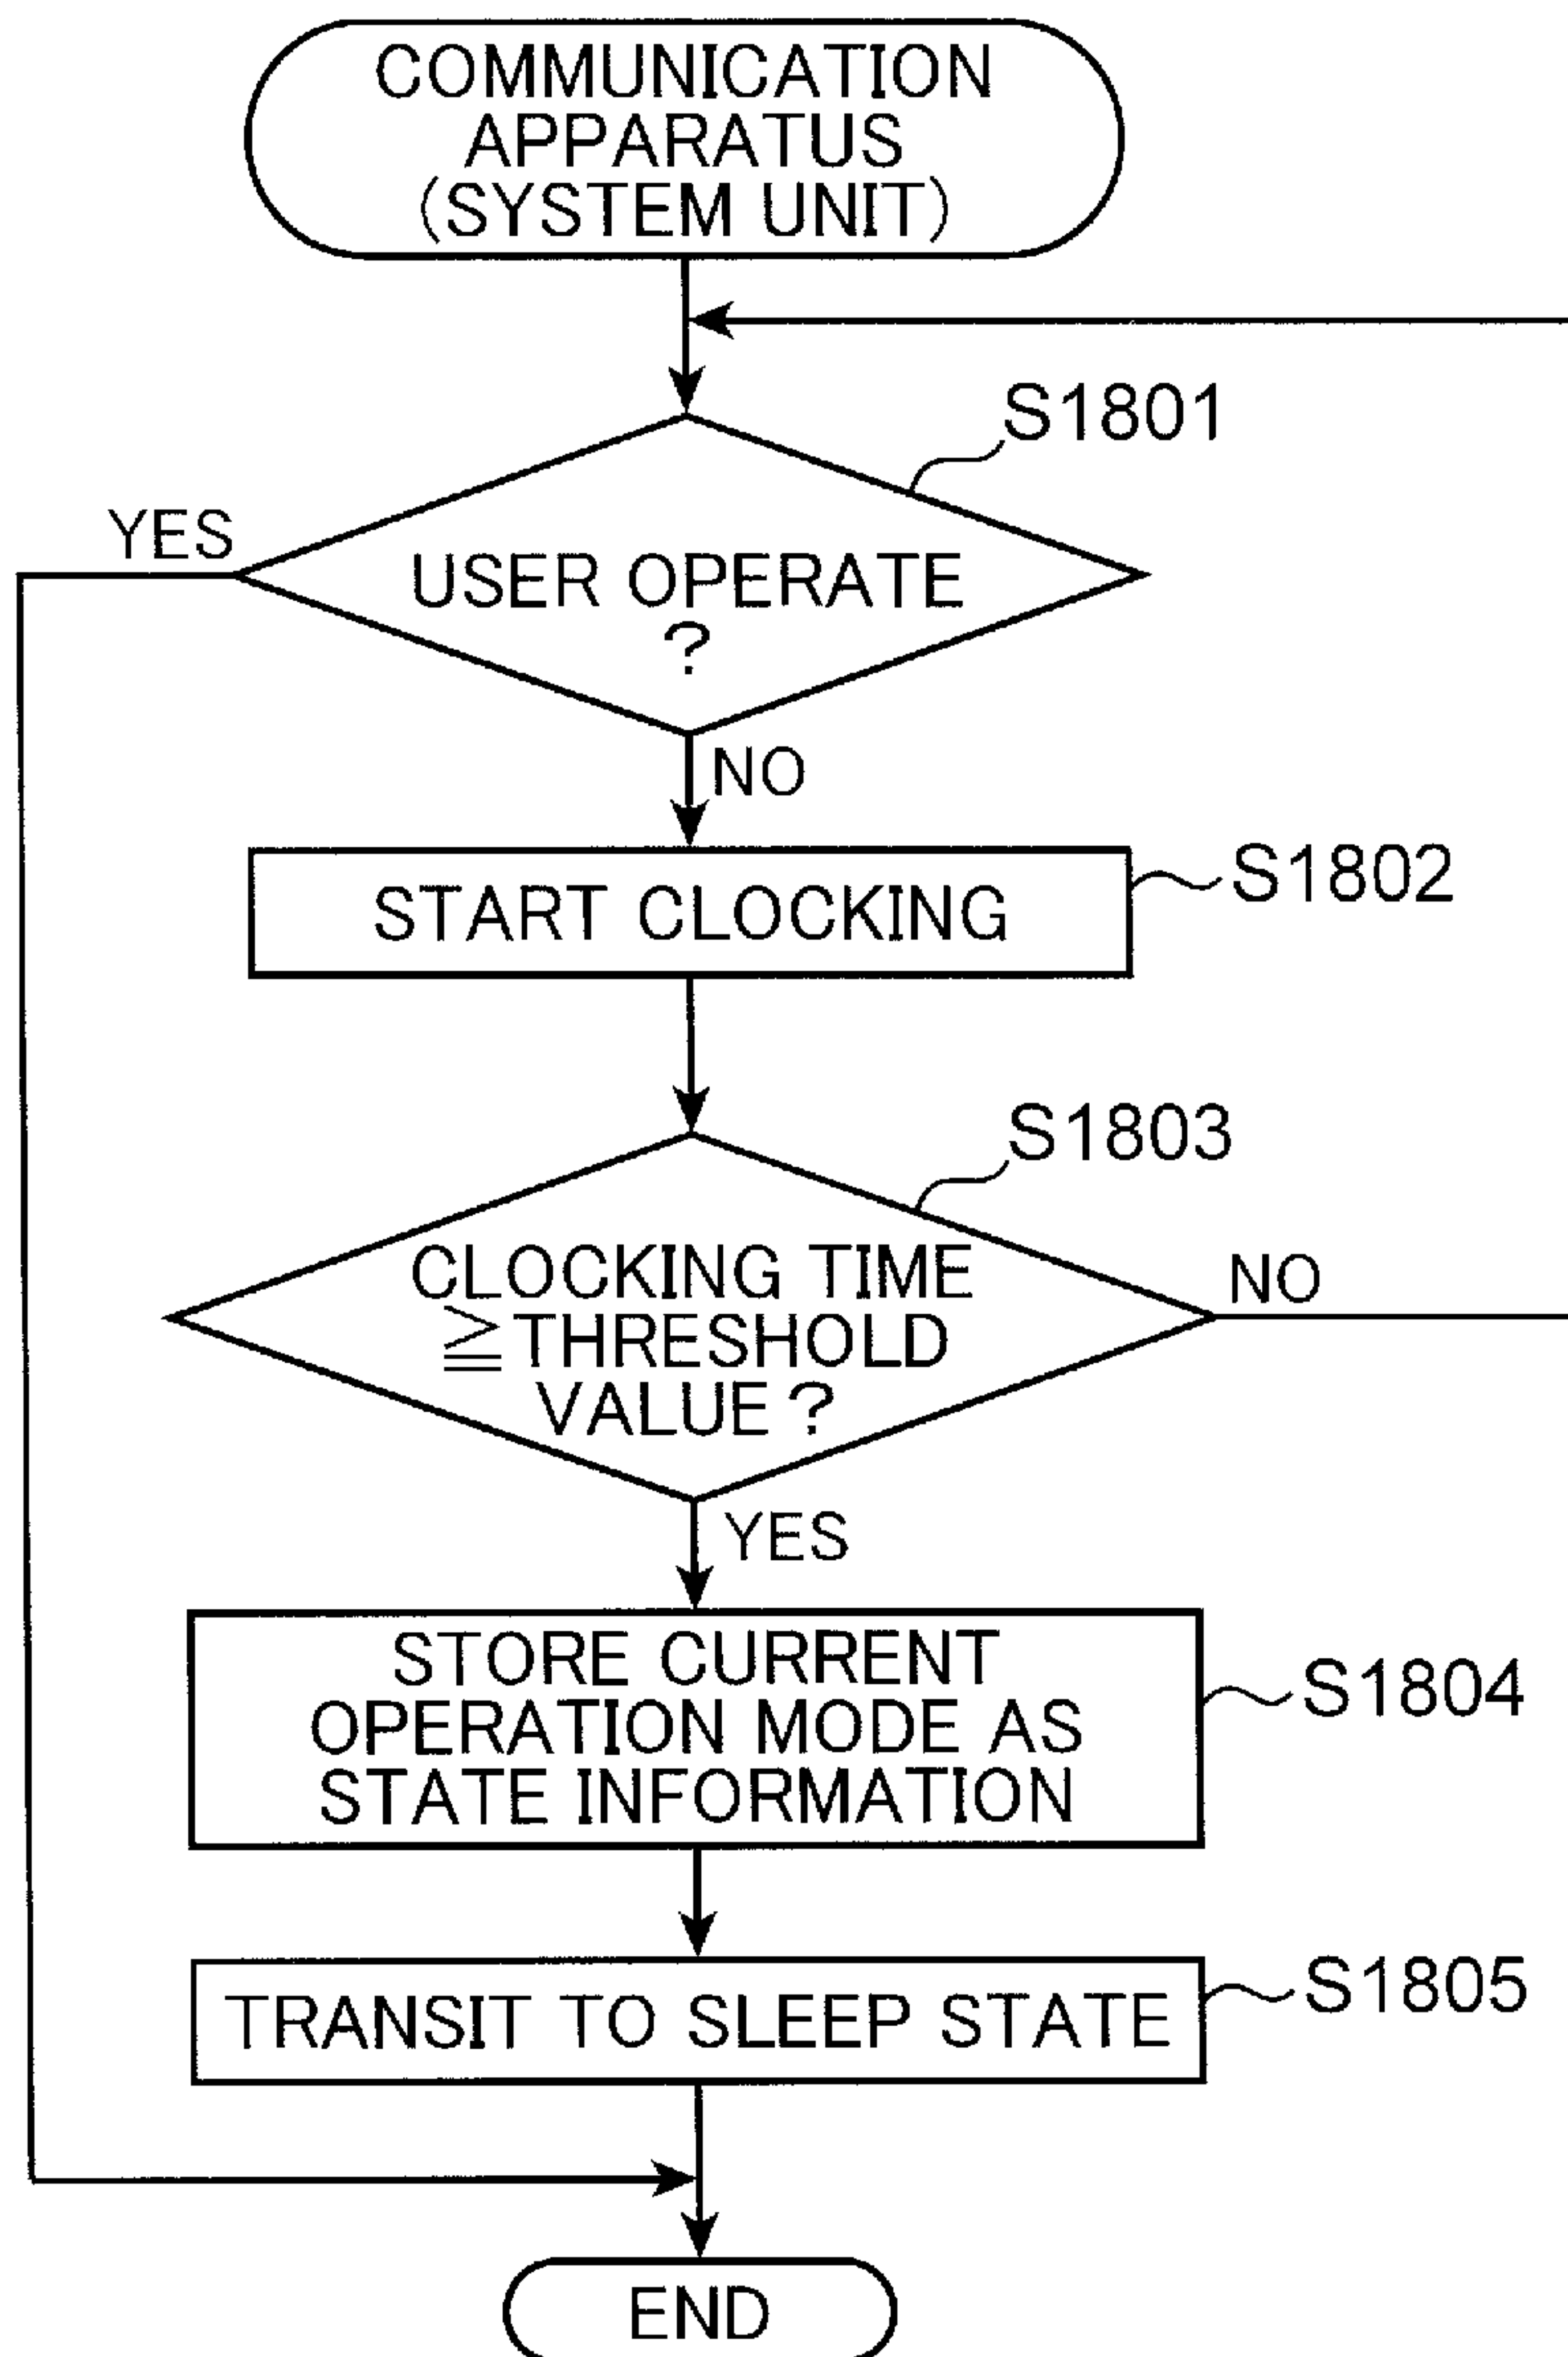 COMMUNICATION
APPARATUS
(SYSTEM UNIT)
S1801
YES
USER OPERATE
?
NO
START CLOCKING
S1802
S1803
CLOCKING TIME
≧THRESHOLD
VALUE?
NO
YES
STORE CURRENT
OPERATION MODE AS
STATE INFORMATION
S1804
TRANSIT TO SLEEP STATE
S1805
END